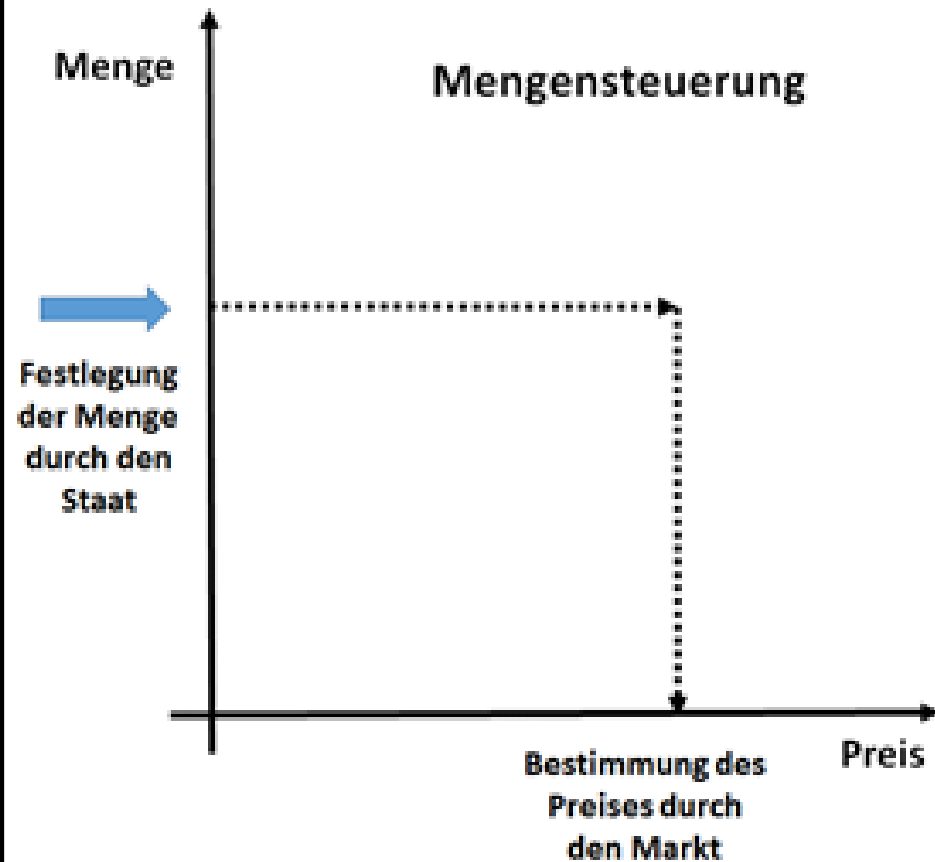 Menge
Mengensteuerung
Festlegung
der Menge
durch den
Staat
Preis
Bestimmung des
Preises durch
den Markt